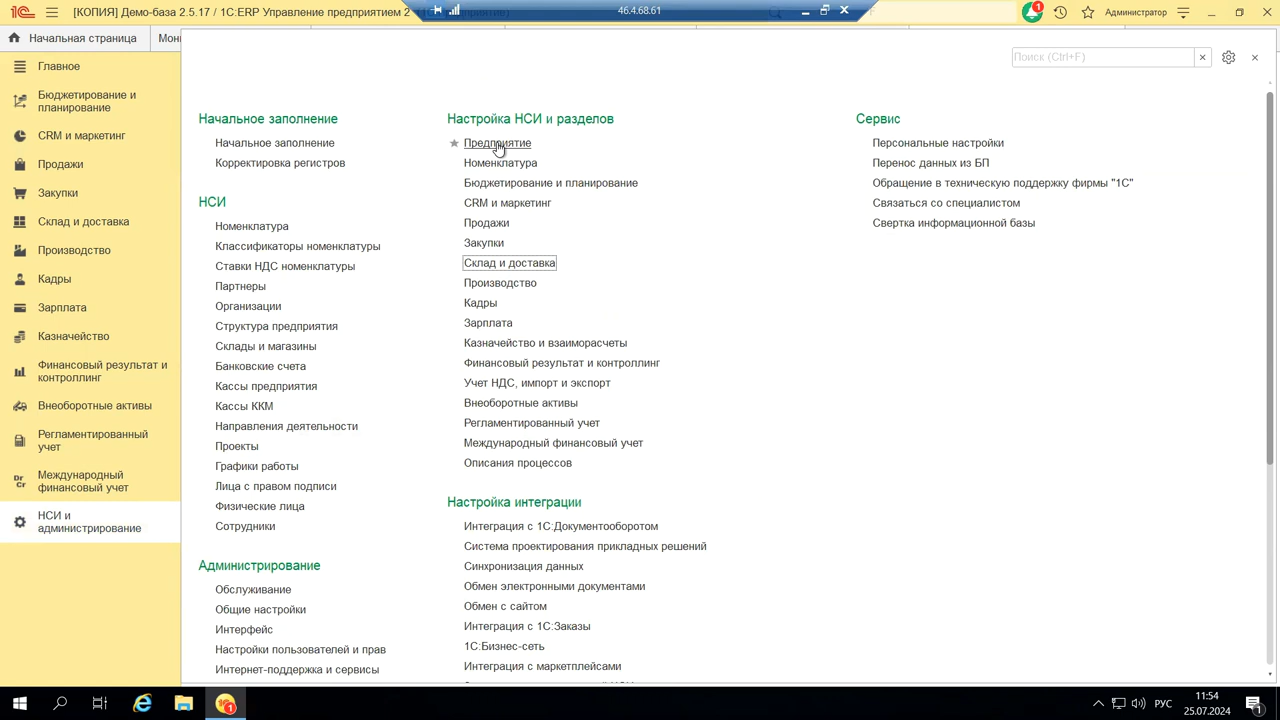 [КОПИЯ] Демо-база 2.5.17 / 1С:ERP Управление предприятием 2
46.4.68.61
1
Администратор
Начальная страница
Поиск (Ctrl+F)
Главное
Бюджетирование и
планирование
CRM и маркетинг
Продажи
Закупки
Склад и доставка
Производство
Кадры
Зарплата
Казначейство
Финансовый результат и
контроллинг
Внеоборотные активы
Регламентированный
учет
Международный
финансовый учет
НСИ и
администрирование
Начальное заполнение
Начальное заполнение
Корректировка регистров
НСИ
Номенклатура
Классификаторы номенклатуры
Ставки НДС номенклатуры
Партнеры
Организации
Структура предприятия
Склады и магазины
Банковские счета
Кассы предприятия
Кассы ККМ
Направления деятельности
Проекты
Графики работы
Лица с правом подписи
Физические лица
Сотрудники
Администрирование
Обслуживание
Общие настройки
Интерфейс
Настройки пользователей и прав
Интернет-поддержка и сервисы
Настройка НСИ и разделов
Предприятие
Номенклатура
Бюджетирование и планирование
CRM и маркетинг
Продажи
Закупки
Склад и доставка
Производство
Кадры
Зарплата
Казначейство и взаиморасчеты
Финансовый результат и контроллинг
Учет НДС, импорт и экспорт
Внеоборотные активы
Регламентированный учет
Международный финансовый учет
Описания процессов
Настройка интеграции
Интеграция с 1С:Документооборотом
Система проектирования прикладных решений
Синхронизация данных
Обмен электронными документами
Обмен с сайтом
Интеграция с 1С:Заказы
1С:Бизнес-сеть
Интеграция с маркетплейсами
Сервис
Персональные настройки
Перенос данных из БП
Обращение в техническую поддержку фирмы "1С"
Связаться со специалистом
Свертка информационной базы
РУС
11:54
25.07.2024
1